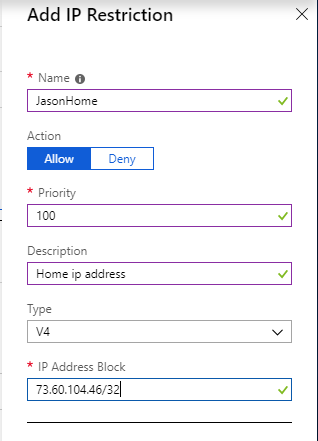 Add IP Restriction
* Name
JasonHome
Action
Allow Deny
* Priority
100
Description
Home ip address
Type
V4
* IP Address Block
73.60.104.46/32